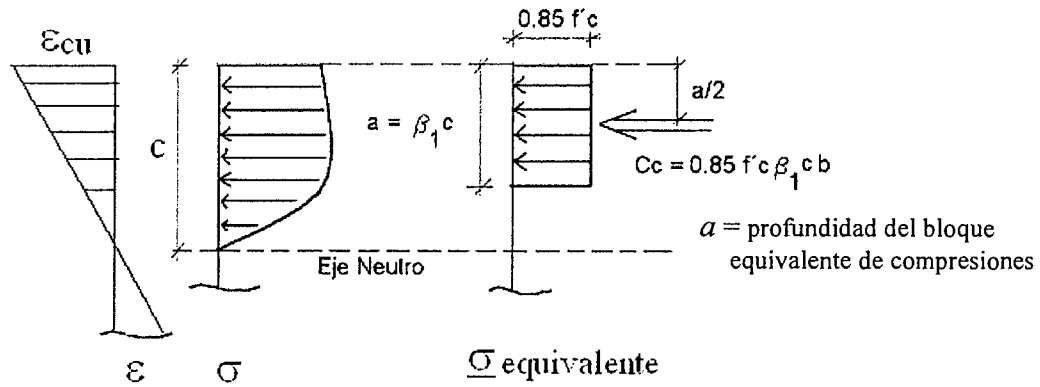 εcu
0.85 f´c
a/2
c
a = β₁c
Cc = 0.85 f´c β₁ c b
a = profundidad del bloque
equivalente de compresiones
Eje Neutro
ε
σ
σ equivalente